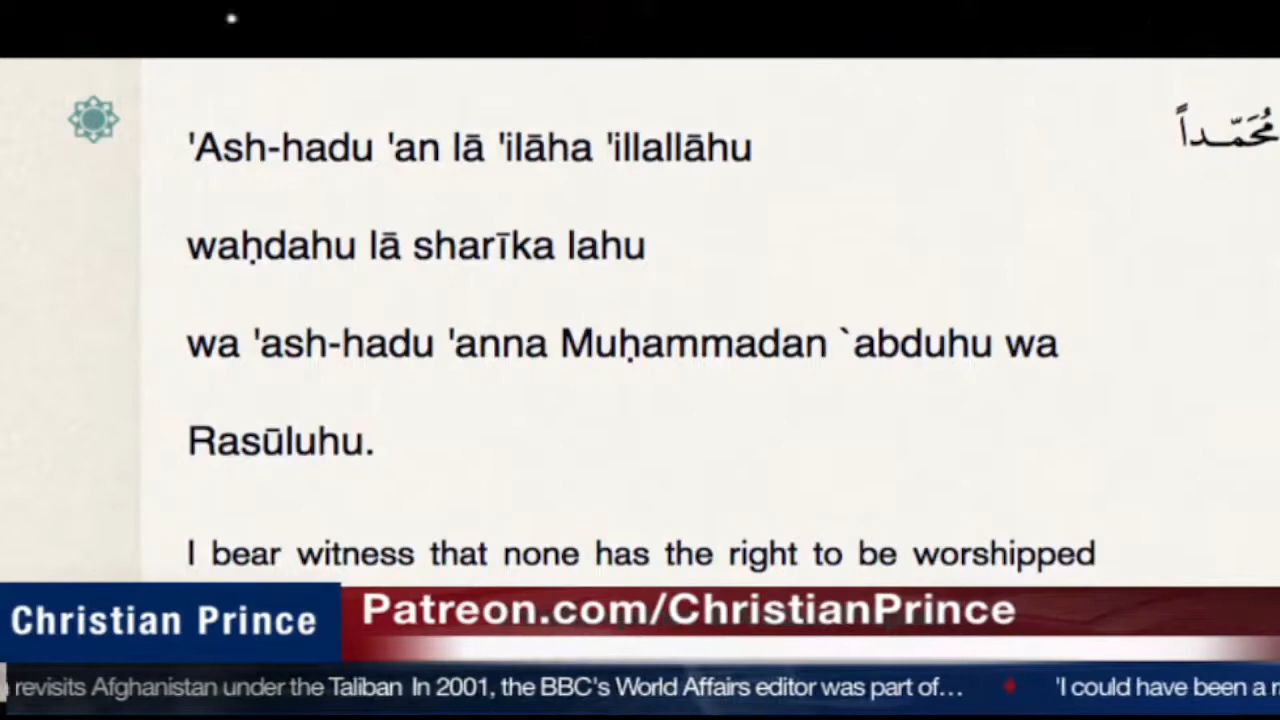 'Ash-hadu 'an lā 'ilāha 'illallāhu
مُحَمَّداً
waḥdahu lā sharīka lahu
wa 'ash-hadu 'anna Muḥammadan `abduhu wa
Rasūluhu.
I bear witness that none has the right to be worshipped
Christian Prince
Patreon.com/ChristianPrince
revisits Afghanistan under the Taliban In 2001, the BBC's World Affairs editor was part of… 'I could have been a